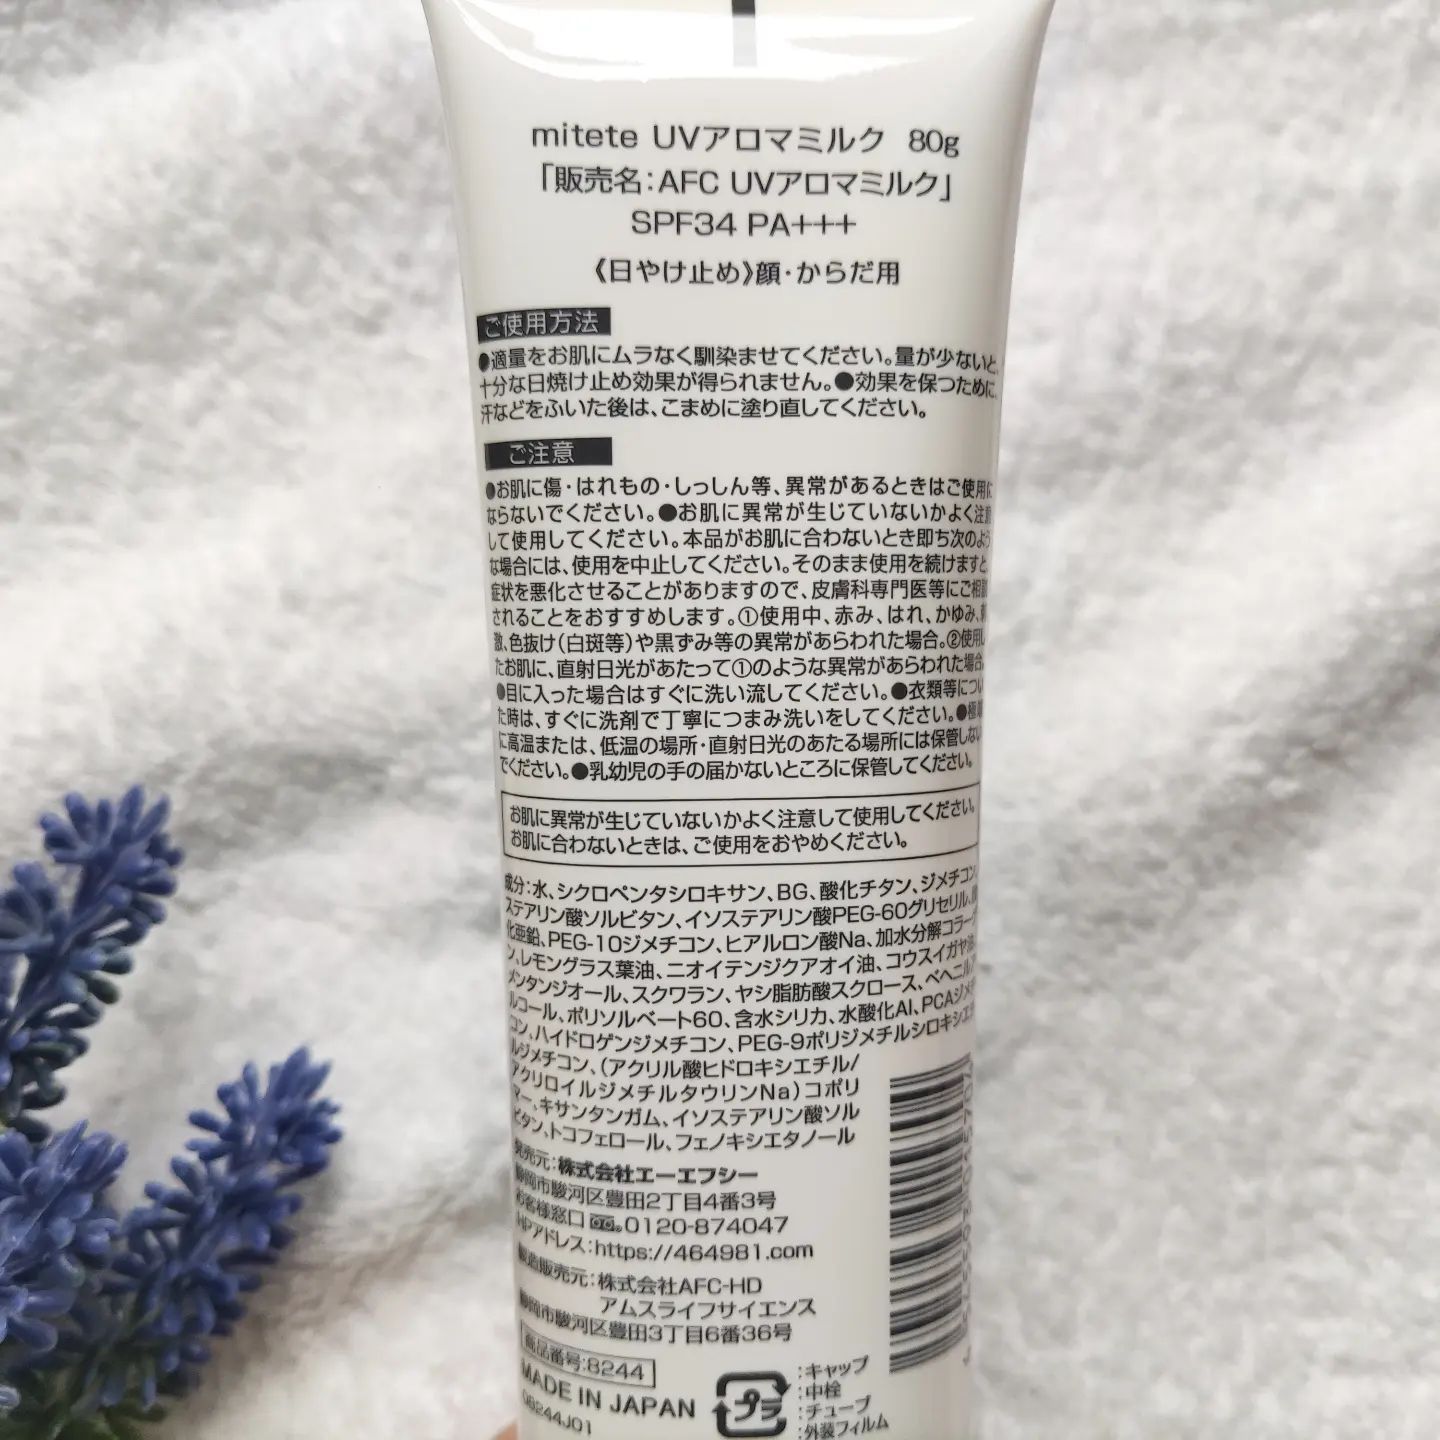 mitete UVアロマミルク 80g
「販売名:AFC UVアロマミルク」
SPF34 PA+++
《日やけ止め》顔・からだ用
ご使用方法
●適量をお肌にムラなく馴染ませてください。量が少ないと、
十分な日焼け止め効果が得られません。●効果を保つために、
汗などをふいた後は、こまめに塗り直してください。
ご注意
●お肌に傷・はれもの・しっしん等、異常があるときはご使用に
ならないでください。●お肌に異常が生じていないかよく注意
して使用してください。本品がお肌に合わないとき即ち次のよう
な場合には、使用を中止してください。そのまま使用を続けますと、
症状を悪化させることがありますので、皮膚科専門医等にご相談
されることをおすすめします。①使用中、赤み、はれ、かゆみ、刺
激、色抜け(白斑等)や黒ずみ等の異常があらわれた場合。②使用し
たお肌に、直射日光があたって①のような異常があらわれた場合。
●目に入った場合はすぐに洗い流してください。●衣類等につい
た時は、すぐに洗剤で丁寧につまみ洗いをしてください。●極端
に高温または、低温の場所・直射日光のあたる場所には保管しない
でください。●乳幼児の手の届かないところに保管してください。
お肌に異常が生じていないかよく注意して使用してください。
お肌に合わないときは、ご使用をおやめください。
成分:水、シクロペンタシロキサン、BG、酸化チタン、ジメチコン、
ステアリン酸ソルビタン、イソステアリン酸PEG-60グリセリル、酸
化亜鉛、PEG-10ジメチコン、ヒアルロン酸Na、加水分解コラーゲ
ン、レモングラス葉油、ニオイテンジクアオイ油、コウスイガヤ油、
メンタンジオール、スクワラン、ヤシ脂肪酸スクロース、ベヘニルア
ルコール、ポリソルベート60、含水シリカ、水酸化Al、PCAジメチ
コン、ハイドロゲンジメチコン、PEG-9ポリジメチルシロキシエチ
ルジメチコン、(アクリル酸ヒドロキシエチル/
アクリロイルジメチルタウリンNa)コポリ
マー、キサンタンガム、イソステアリン酸ソル
ビタン、トコフェロール、フェノキシエタノール
発売元:株式会社エーエフシー
静岡市駿河区豊田2丁目4番3号
お客様窓口 0120-874047
HPアドレス:https://464981.com
製造販売元:株式会社AFC-HD
アムスライフサイエンス
静岡市駿河区豊田3丁目6番36号
商品番号:8244
MADE IN JAPAN
08244J01
プラ
:キャップ
:中栓
:チューブ
:外装フィルム